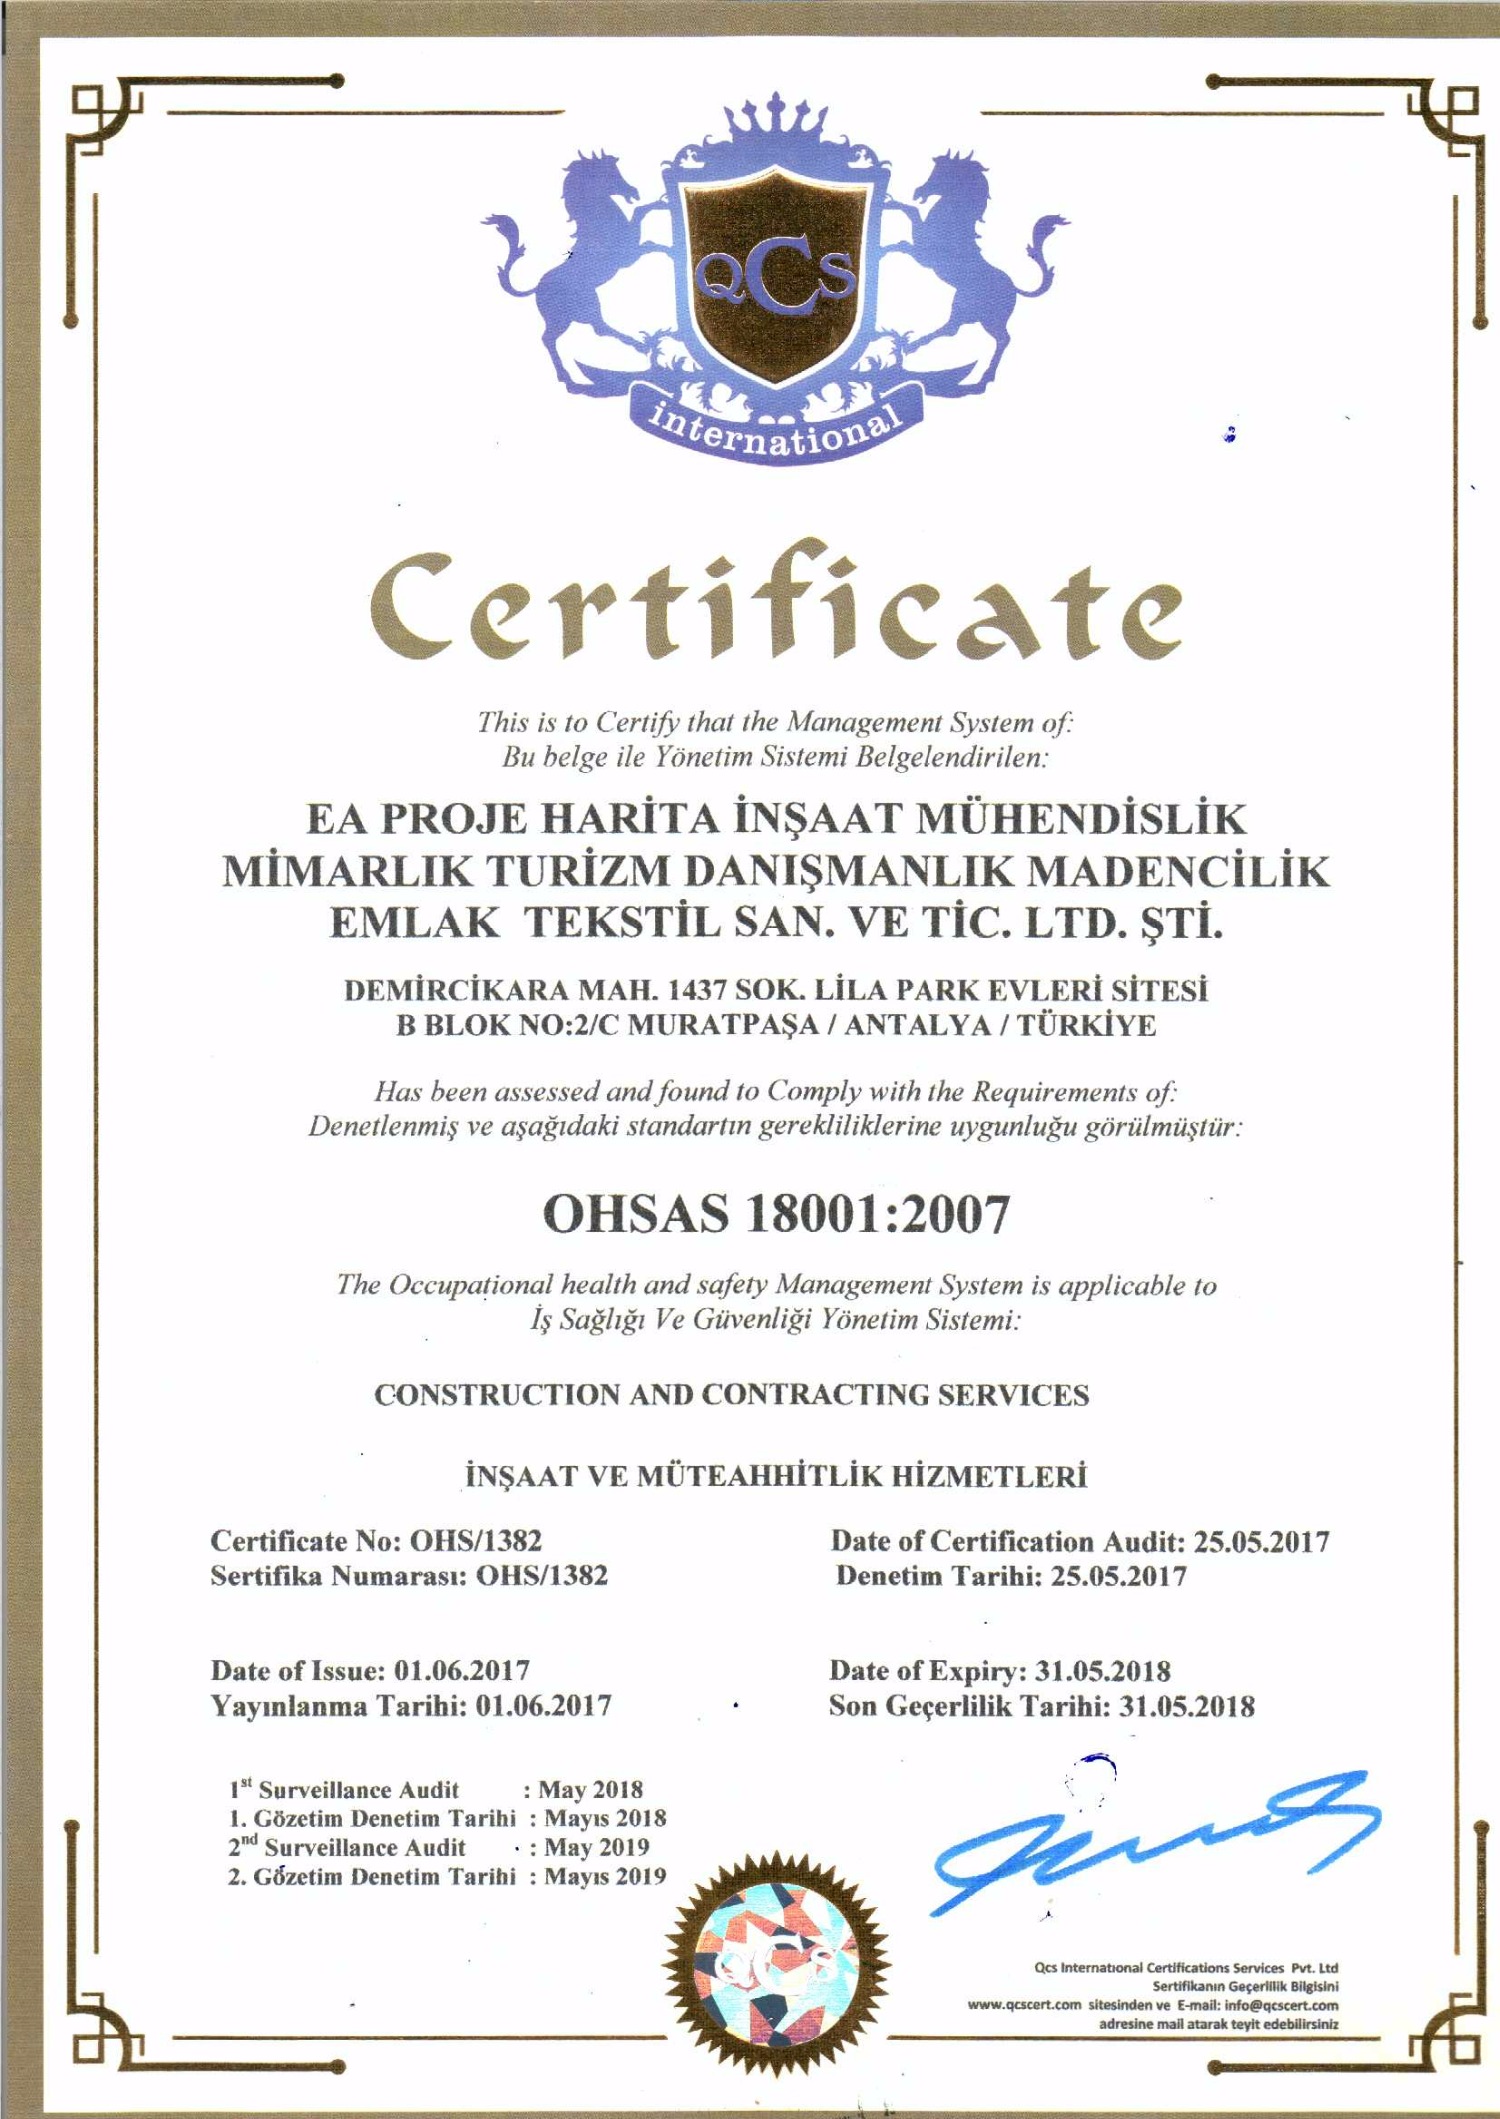 QCS
international
Certificate
This is to Certify that the Management System of:
Bu belge ile Yönetim Sistemi Belgelendirilen:
EA PROJE HARİTA İNŞAAT MÜHENDİSLİK
MİMARLIK TURİZM DANIŞMANLIK MADENCİLİK
EMLAK TEKSTİL SAN. VE TİC. LTD. ŞTİ.
DEMİRCİKARA MAH. 1437 SOK. LİLA PARK EVLERİ SİTESİ
B BLOK NO:2/C MURATPAŞA / ANTALYA / TÜRKİYE
Has been assessed and found to Comply with the Requirements of:
Denetlenmiş ve aşağıdaki standartın gerekliliklerine uygunluğu görülmüştür:
OHSAS 18001:2007
The Occupational health and safety Management System is applicable to
İş Sağlığı Ve Güvenliği Yönetim Sistemi:
CONSTRUCTION AND CONTRACTING SERVICES
İNŞAAT VE MÜTEAHHİTLİK HİZMETLERİ
Certificate No: OHS/1382
Sertifika Numarası: OHS/1382
Date of Certification Audit: 25.05.2017
Denetim Tarihi: 25.05.2017
Date of Issue: 01.06.2017
Yayınlanma Tarihi: 01.06.2017
Date of Expiry: 31.05.2018
Son Geçerlilik Tarihi: 31.05.2018
1st Surveillance Audit : May 2018
1. Gözetim Denetim Tarihi : Mayıs 2018
2nd Surveillance Audit : May 2019
2. Gözetim Denetim Tarihi : Mayıs 2019
QCS
Qcs International Certifications Services Pvt. Ltd
Sertifikanın Geçerlilik Bilgisini
www.qcscert.com sitesinden ve E-mail: info@qcscert.com
adresine mail atarak teyit edebilirsiniz